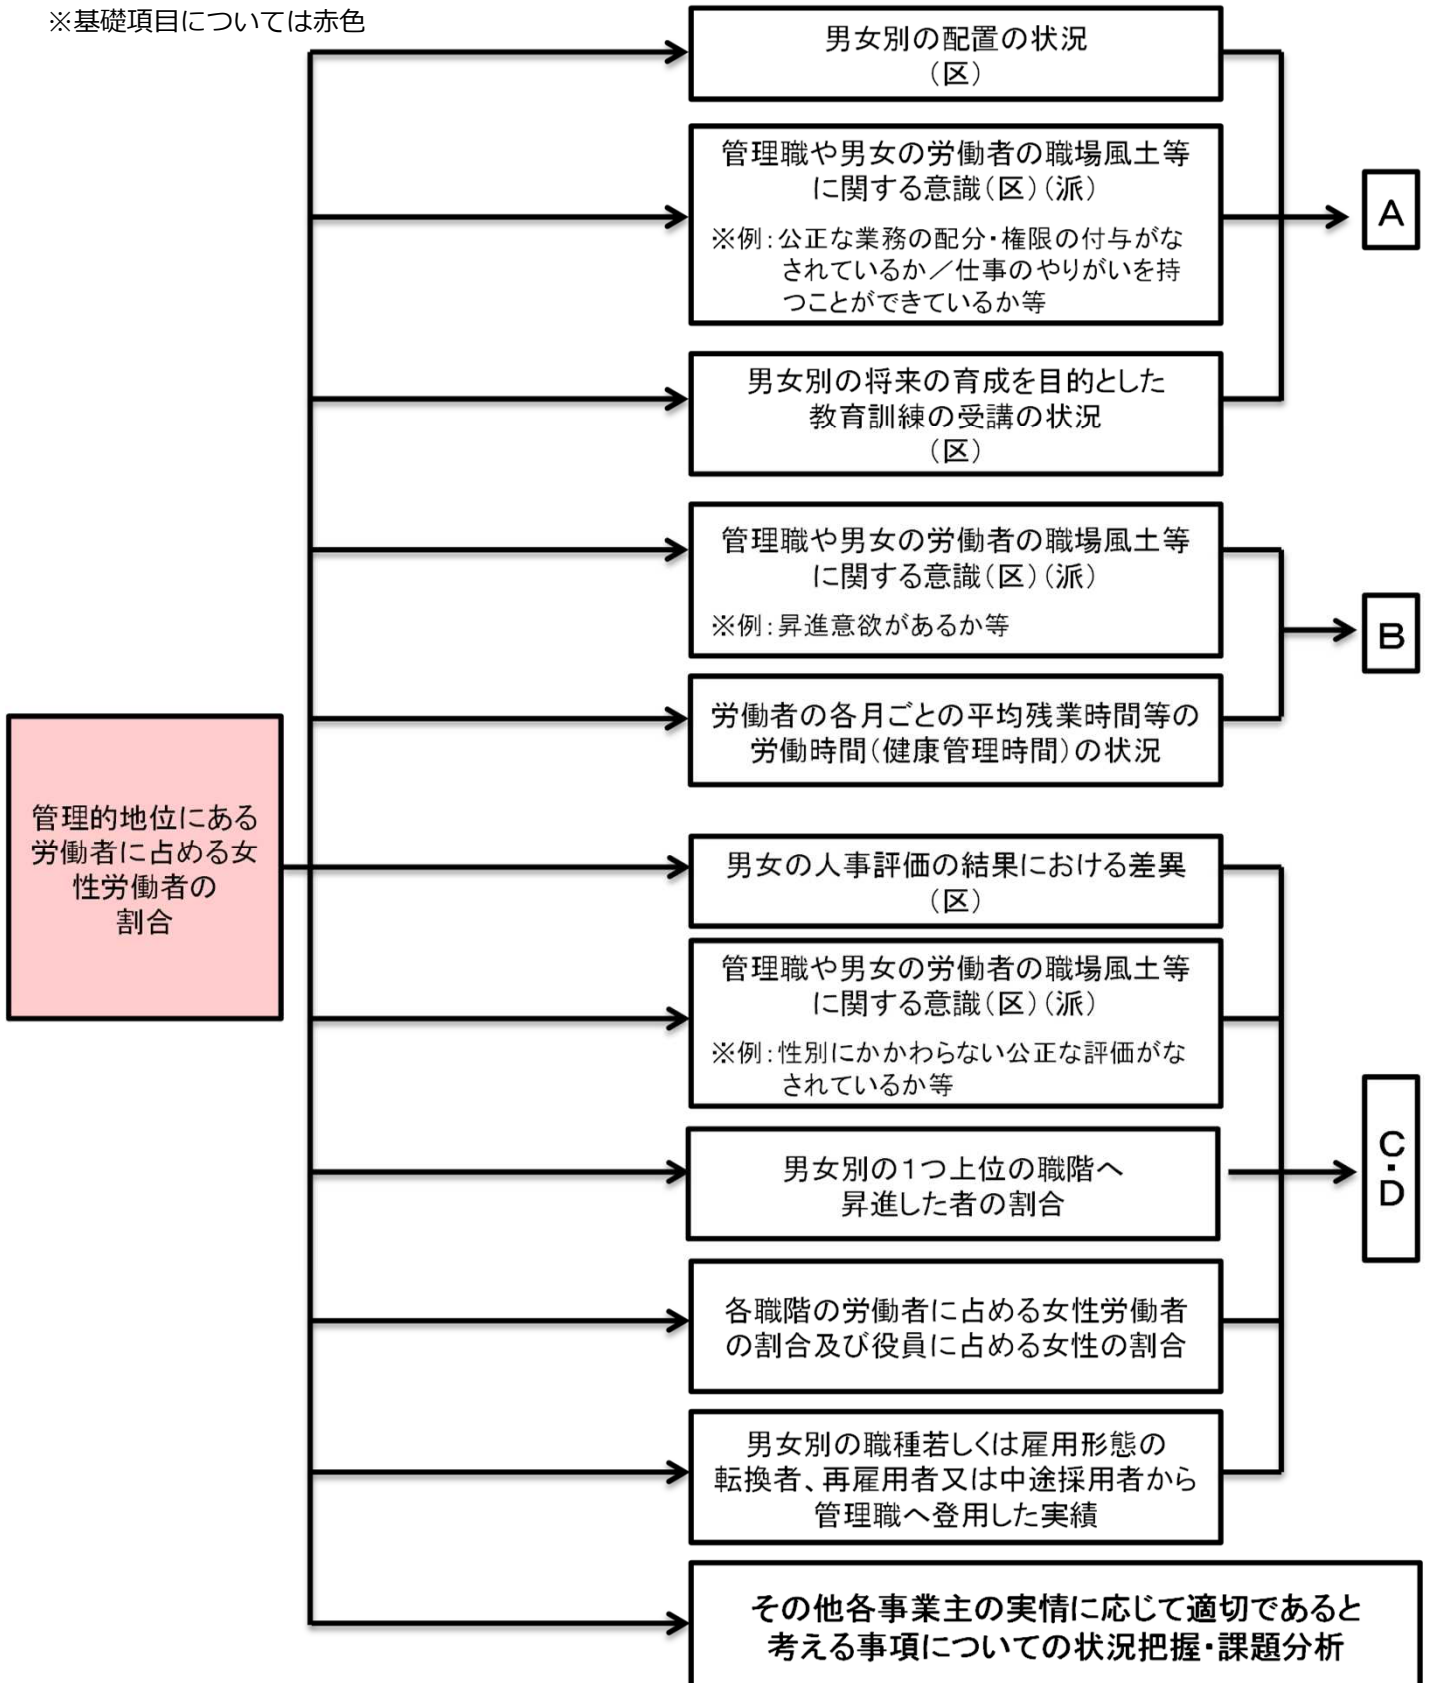 ※基礎項目については赤色
男女別の配置の状況
（区）
管理職や男女の労働者の職場風土等
に関する意識（区）（派）
※例：公正な業務の配分・権限の付与がな
されているか／仕事のやりがいを持
つことができているか等
A
男女別の将来の育成を目的とした
教育訓練の受講の状況
（区）
管理職や男女の労働者の職場風土等
に関する意識（区）（派）
※例：昇進意欲があるか等
B
労働者の各月ごとの平均残業時間等の
労働時間（健康管理時間）の状況
管理的地位にある
労働者に占める女
性労働者の
割合
男女の人事評価の結果における差異
（区）
管理職や男女の労働者の職場風土等
に関する意識（区）（派）
※例：性別にかかわらない公正な評価がな
されているか等
男女別の１つ上位の職階へ
昇進した者の割合
C・D
各職階の労働者に占める女性労働者
の割合及び役員に占める女性の割合
男女別の職種若しくは雇用形態の
転換者、再雇用者又は中途採用者から
管理職へ登用した実績
その他各事業主の実情に応じて適切であると
考える事項についての状況把握・課題分析